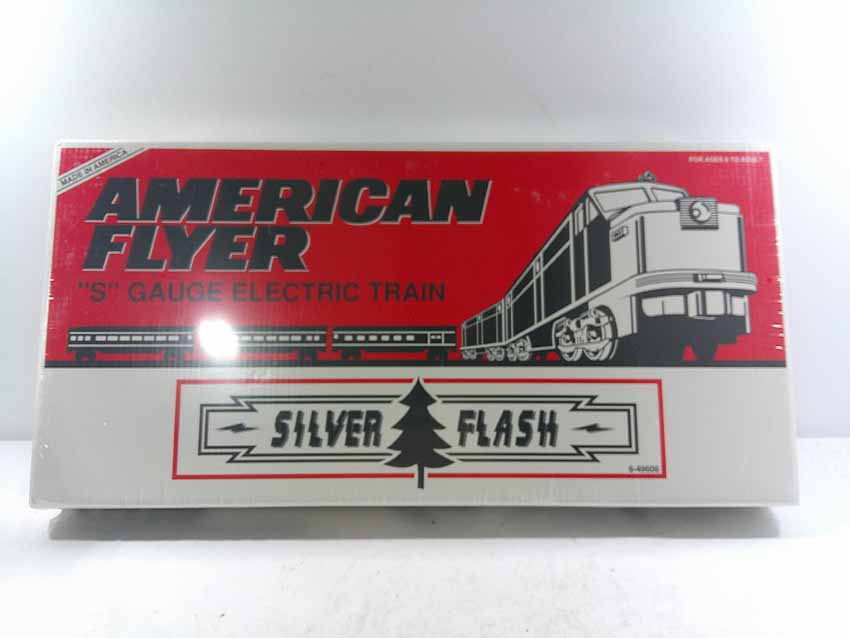 MADE IN AMERICA
FOR AGES 8 TO ADULT
AMERICAN
FLYER
"S" GAUGE ELECTRIC TRAIN
SILVER FLASH
6-49606